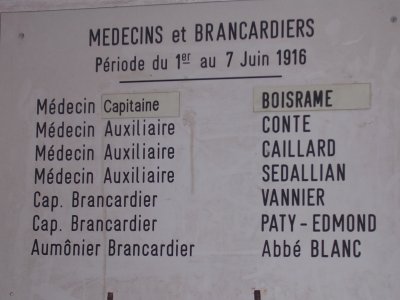 MEDECINS et BRANCARDIERS
Période du 1er au 7 Juin 1916
Médecin Capitaine BOISRAME
Médecin Auxiliaire CONTE
Médecin Auxiliaire CAILLARD
Médecin Auxiliaire SEDALLIAN
Cap. Brancardier VANNIER
Cap. Brancardier PATY-EDMOND
Aumônier Brancardier Abbé BLANC